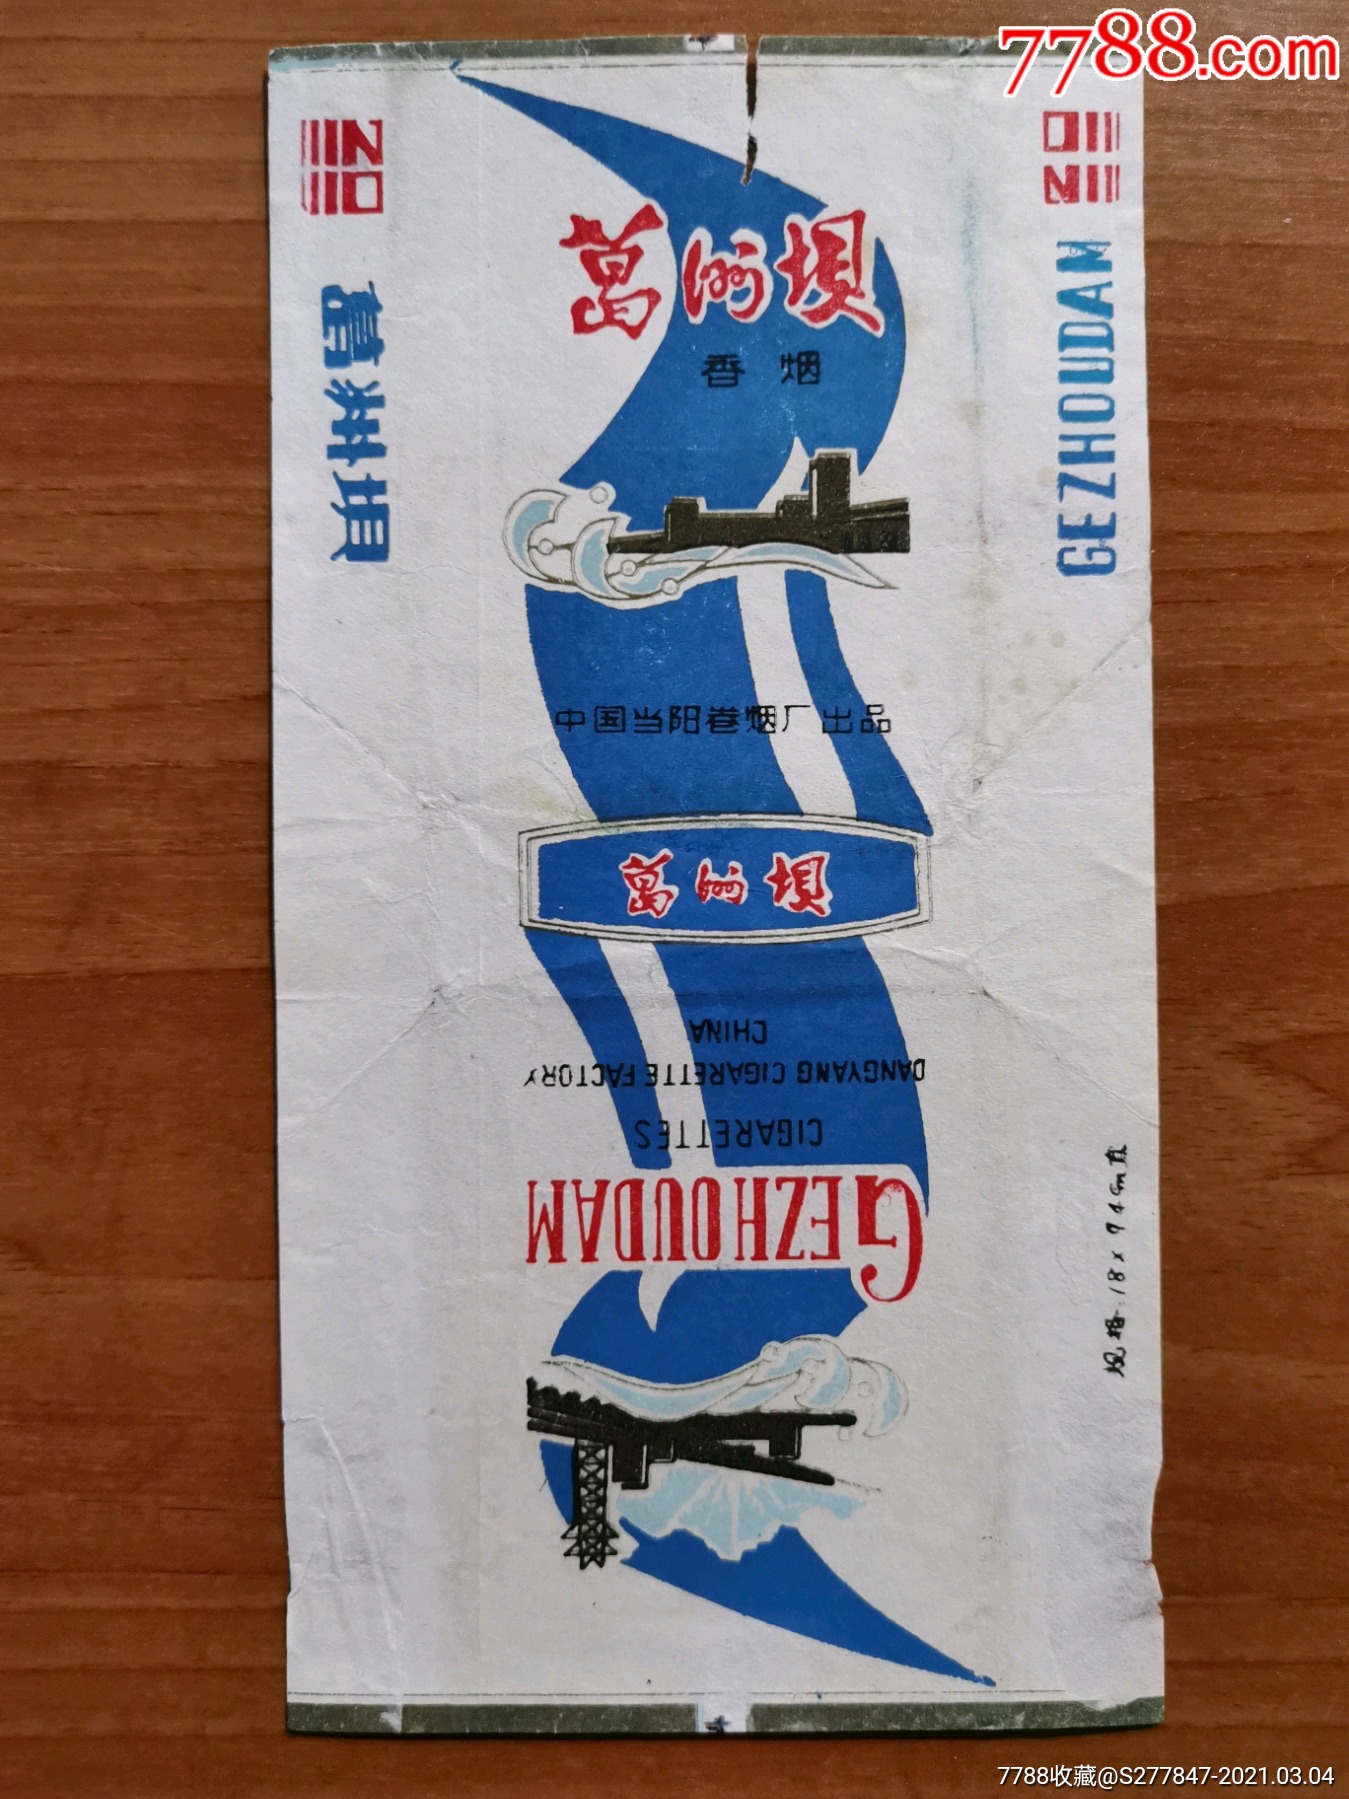 7788.com
葛洲坝
香烟
中国当阳卷烟厂出品
葛洲坝
CHINA
DANGYANG CIGARETTE FACTORY
CIGARETTES
GEZHOUDAM
葛洲坝
GEZHOUDAM
7788收藏@S277847-2021.03.04